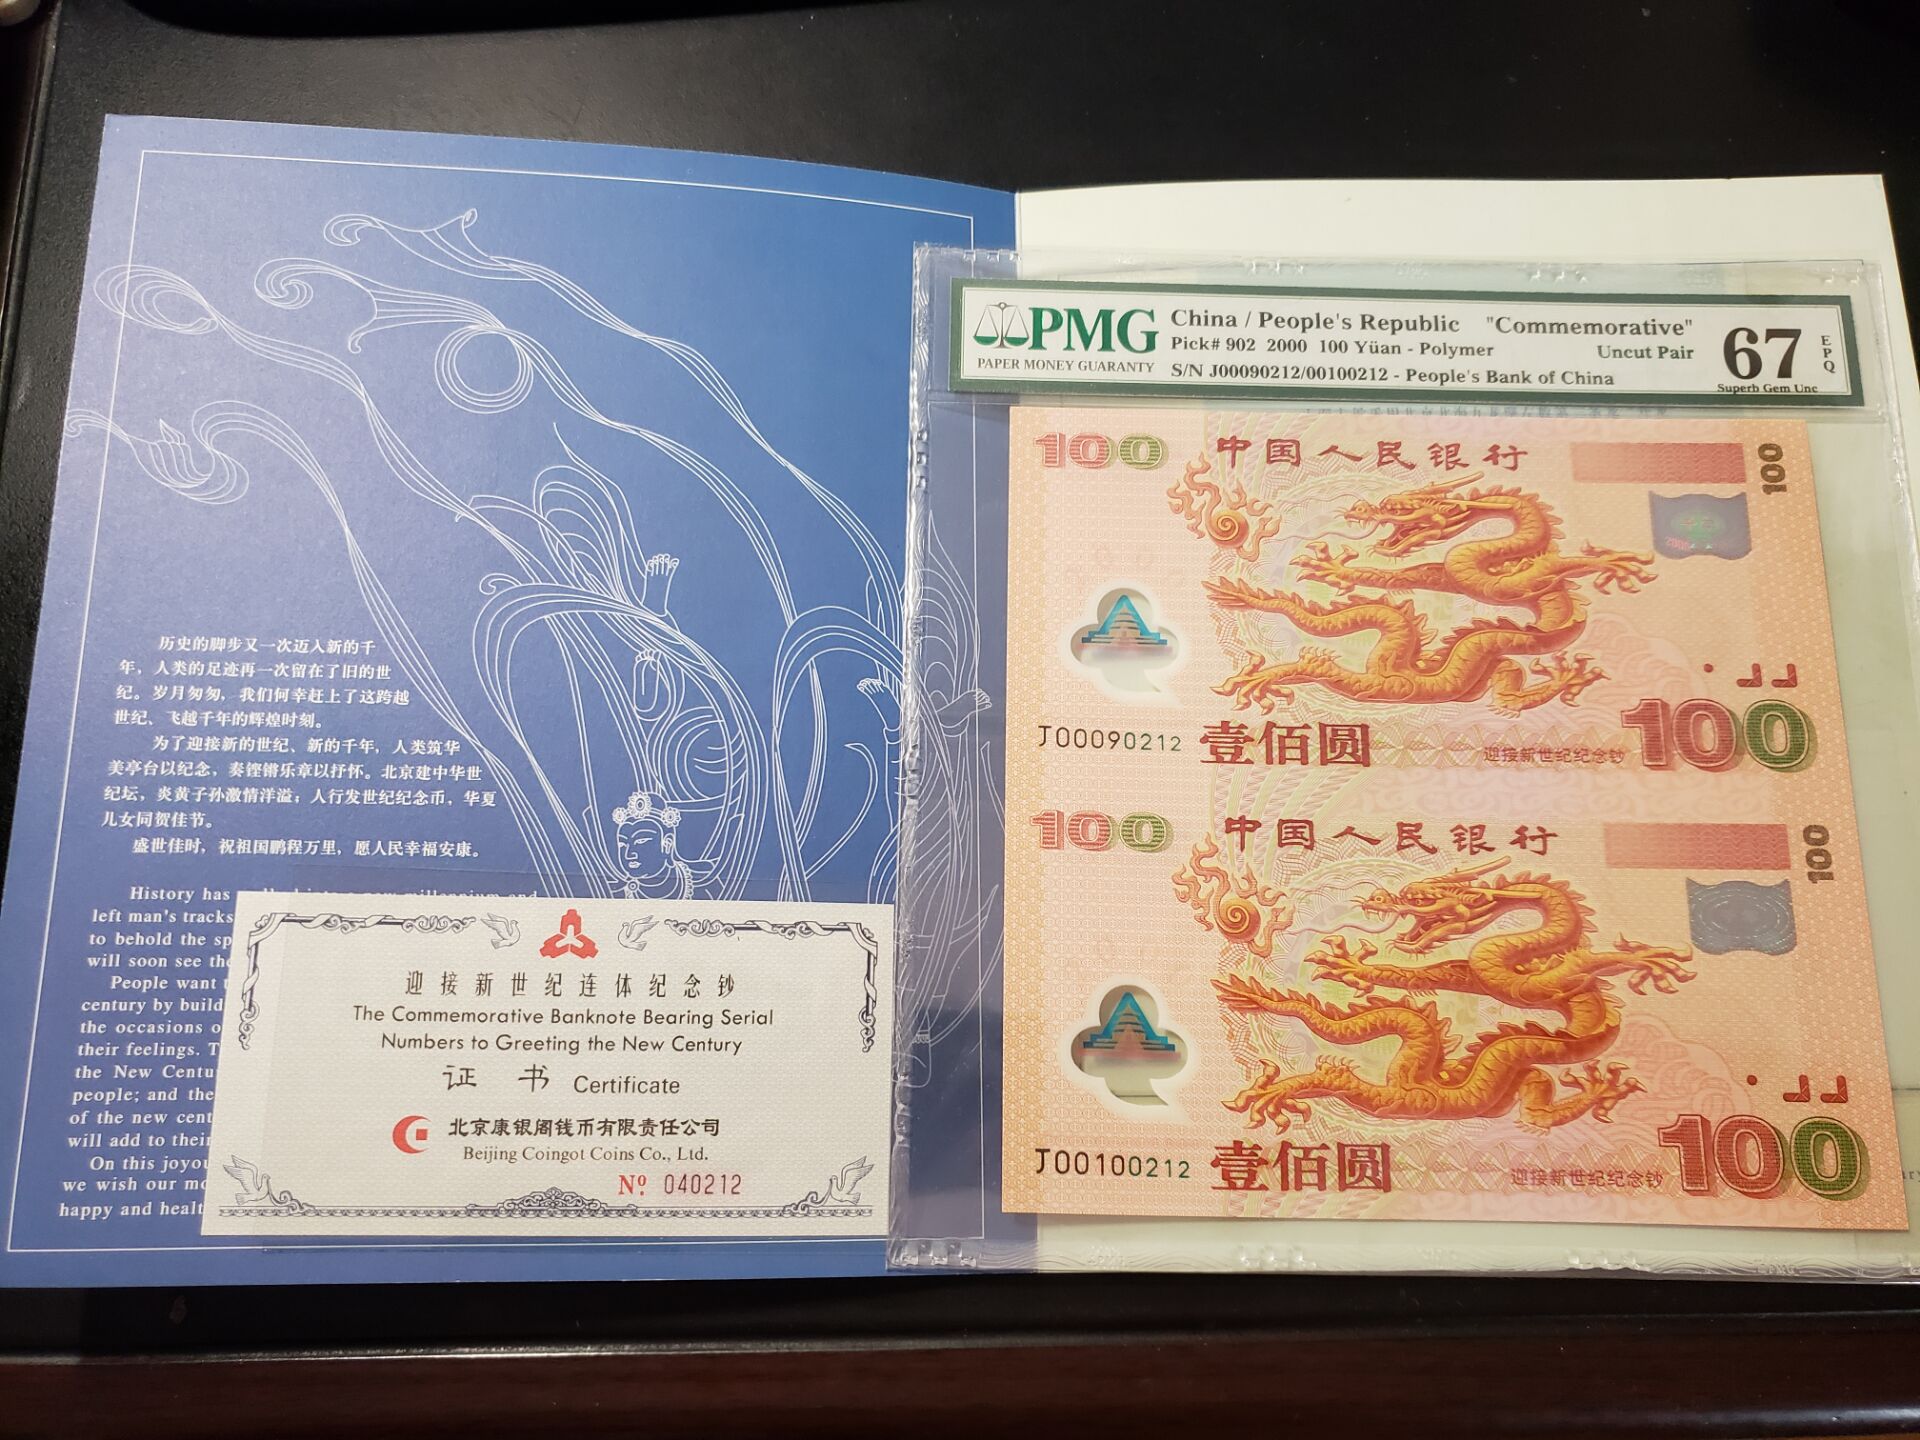 历史的脚步又一次迈入新的千
年，人类的足迹再一次留在了旧的世
纪。岁月匆匆，我们何幸赶上了这跨越
世纪、飞越千年的辉煌时刻。
为了迎接新的世纪、新的千年，人类筑华
美亭台以纪念，奏铿锵乐章以抒怀。北京建中华世
纪坛，炎黄子孙激情洋溢；人行发世纪纪念币，华夏
儿女同贺佳节。
盛世佳时，祝祖国鹏程万里，愿人民幸福安康。
History has
left man's tracks
to behold the sp
will soon see the
People want t
century by build
the occasions o
their feelings. T
the New Centu
people; and the
of the new cent
will add to their
On this joyou
we wish our mo
happy and healt
迎接新世纪连体纪念钞
The Commemorative Banknote Bearing Serial
Numbers to Greeting the New Century
证书 Certificate
北京康银阁钱币有限责任公司
Beijing Coingot Coins Co., Ltd.
Nº 040212
PMG
PAPER MONEY GUARANTY
China / People's Republic "Commemorative"
Pick# 902 2000 100 Yüan - Polymer Uncut Pair
S/N J00090212/00100212 - People's Bank of China
67
EPQ
Superb Gem Unc
100 中国人民银行 100
2000
J00090212 壹佰圆 迎接新世纪纪念钞 100
100 中国人民银行 100
J00100212 壹佰圆 迎接新世纪纪念钞 100